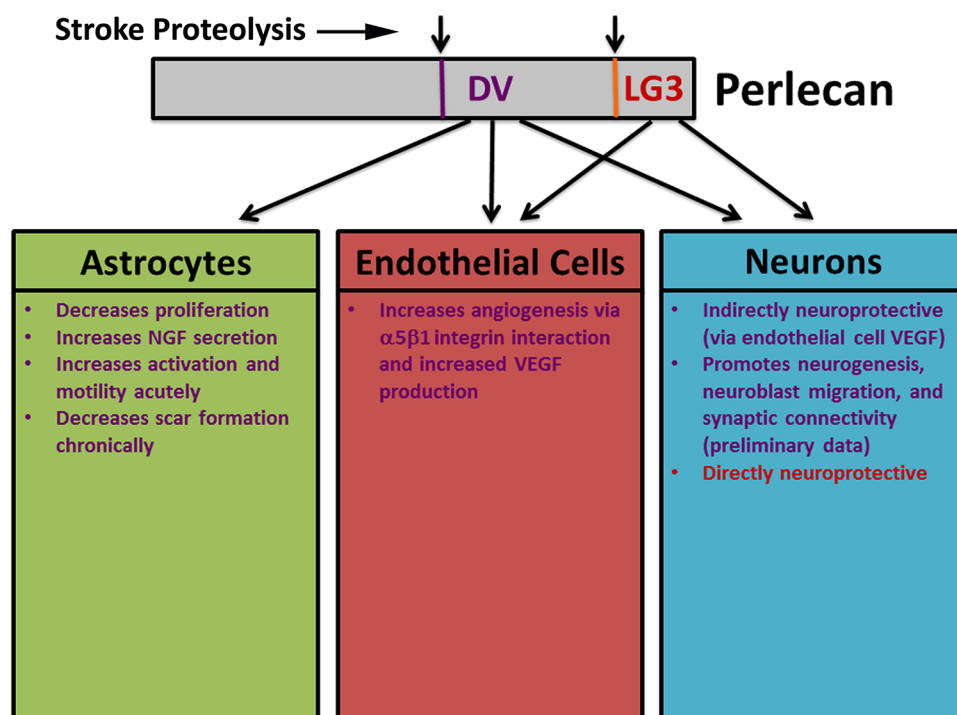 Stroke Proteolysis
DV
LG3
Perlecan
Astrocytes
• Decreases proliferation
• Increases NGF secretion
• Increases activation and
motility acutely
• Decreases scar formation
chronically
Endothelial Cells
• Increases angiogenesis via
α5β1 integrin interaction
and increased VEGF
production
Neurons
• Indirectly neuroprotective
(via endothelial cell VEGF)
• Promotes neurogenesis,
neuroblast migration, and
synaptic connectivity
(preliminary data)
• Directly neuroprotective